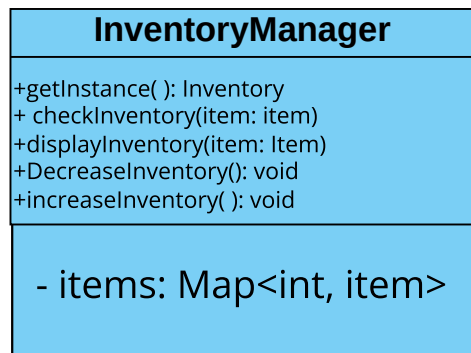 InventoryManager
+getInstance( ): Inventory
+ checkInventory(item: item)
+displayInventory(item: Item)
+DecreaseInventory(): void
+increaseInventory( ): void
- items: Map<int, item>